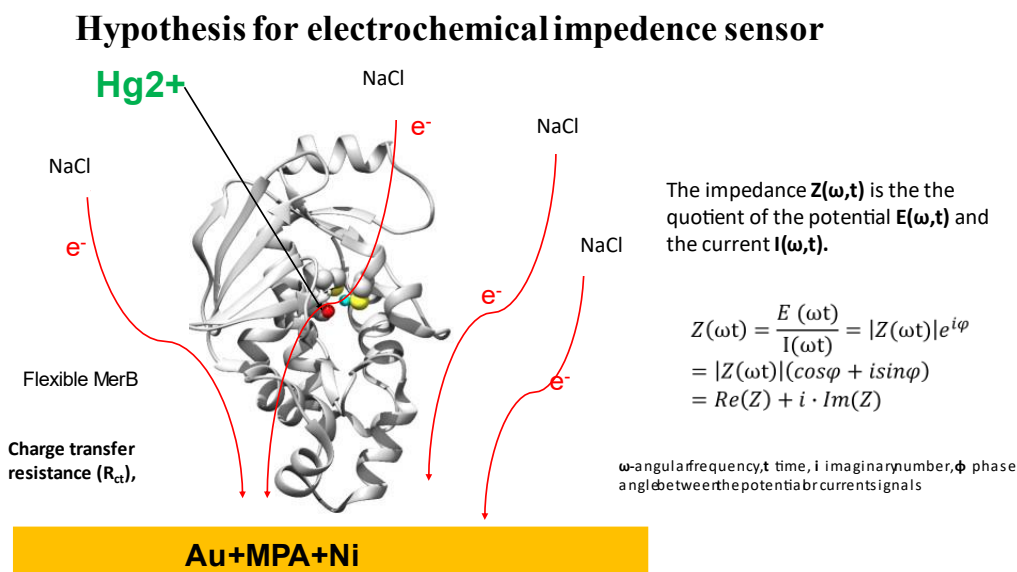 Hypothesis for electrochemical impedence sensor
Hg2+
NaCl
e-
NaCl
NaCl
e-
NaCl
e-
e-
Flexible MerB
Charge transfer
resistance (Rct),
Au+MPA+Ni
The impedance Z(ω,t) is the the
quotient of the potential E(ω,t) and
the current I(ω,t).
Z(ωt) = E (ωt) / I(ωt) = |Z(ωt)|e^{iφ}
= |Z(ωt)|(cosφ + isinφ)
= Re(Z) + i · Im(Z)
ω-angularfrequency,t time, i imaginarynumber,ϕ phase
anglebetweenthepotentialorcurrentsignals